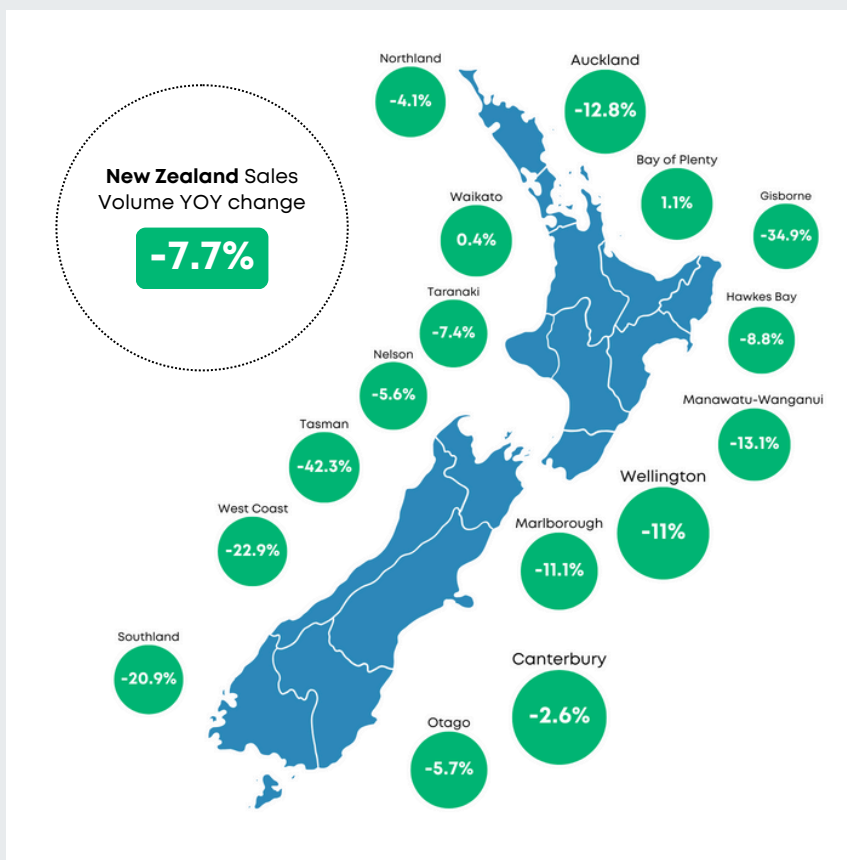 New Zealand Sales
Volume YOY change
-7.7%
Northland
-4.1%
Auckland
-12.8%
Bay of Plenty
1.1%
Waikato
0.4%
Gisborne
-34.9%
Taranaki
-7.4%
Hawkes Bay
-8.8%
Nelson
-5.6%
Manawatu-Wanganui
-13.1%
Tasman
-42.3%
Wellington
-11%
West Coast
-22.9%
Marlborough
-11.1%
Southland
-20.9%
Canterbury
-2.6%
Otago
-5.7%